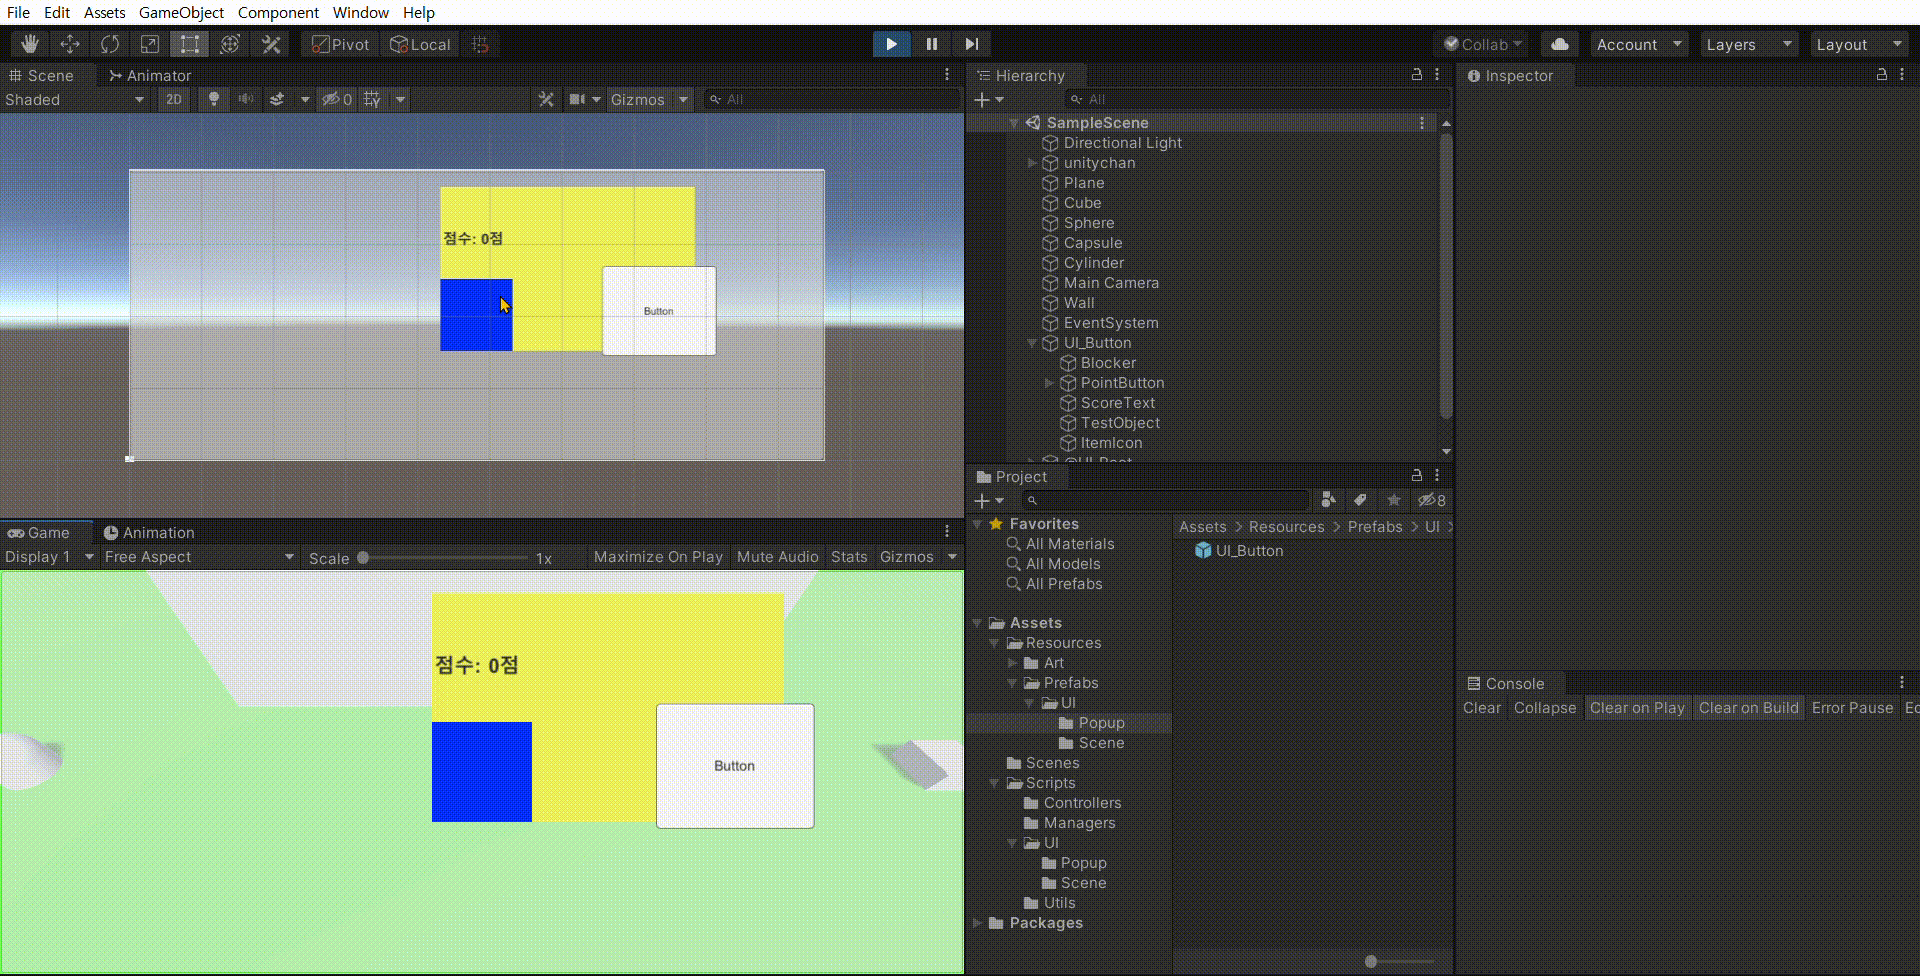 File Edit Assets GameObject Component Window Help
Pivot Local Collab Account Layers Layout
Scene Animator
Shaded 2D 0 Gizmos All
점수: 0점
Button
Game Animation
Display 1 Free Aspect Scale 1x Maximize On Play Mute Audio Stats Gizmos
점수: 0점
Button
Hierarchy
All
SampleScene
Directional Light
unitychan
Plane
Cube
Sphere
Capsule
Cylinder
Main Camera
Wall
EventSystem
UI_Button
Blocker
PointButton
ScoreText
TestObject
ItemIcon
Project
8
Favorites
All Materials
All Models
All Prefabs
Assets
Resources
Art
Prefabs
UI
Popup
Scene
Scenes
Scripts
Controllers
Managers
UI
Popup
Scene
Utils
Packages
Assets > Resources > Prefabs > UI >
UI_Button
Inspector
Console
Clear Collapse Clear on Play Clear on Build Error Pause